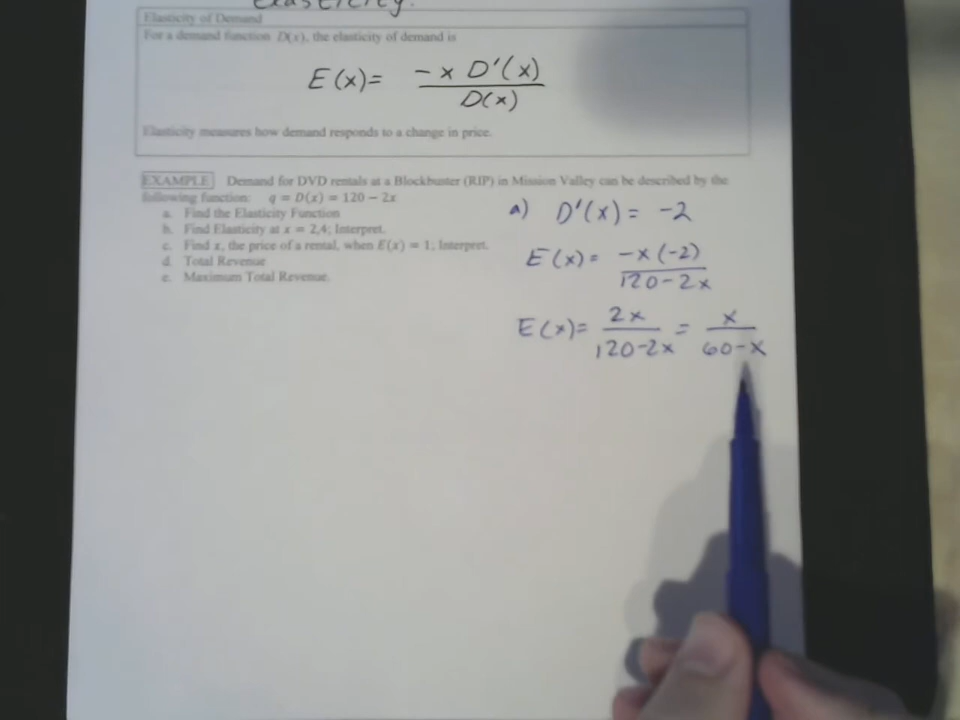 Elasticity.
Elasticity of Demand
For a demand function D(x), the elasticity of demand is
E(x) = -x D'(x) / D(x)
Elasticity measures how demand responds to a change in price.
EXAMPLE Demand for DVD rentals at a Blockbuster (RIP) in Mission Valley can be described by the
following function: q = D(x) = 120 − 2x
a. Find the Elasticity Function
b. Find Elasticity at x = 2,4; Interpret.
c. Find x, the price of a rental, when E(x) = 1; Interpret.
d. Total Revenue
e. Maximum Total Revenue.
a) D'(x) = -2
E(x) = -x(-2) / 120-2x
E(x) = 2x / 120-2x = x / 60-x